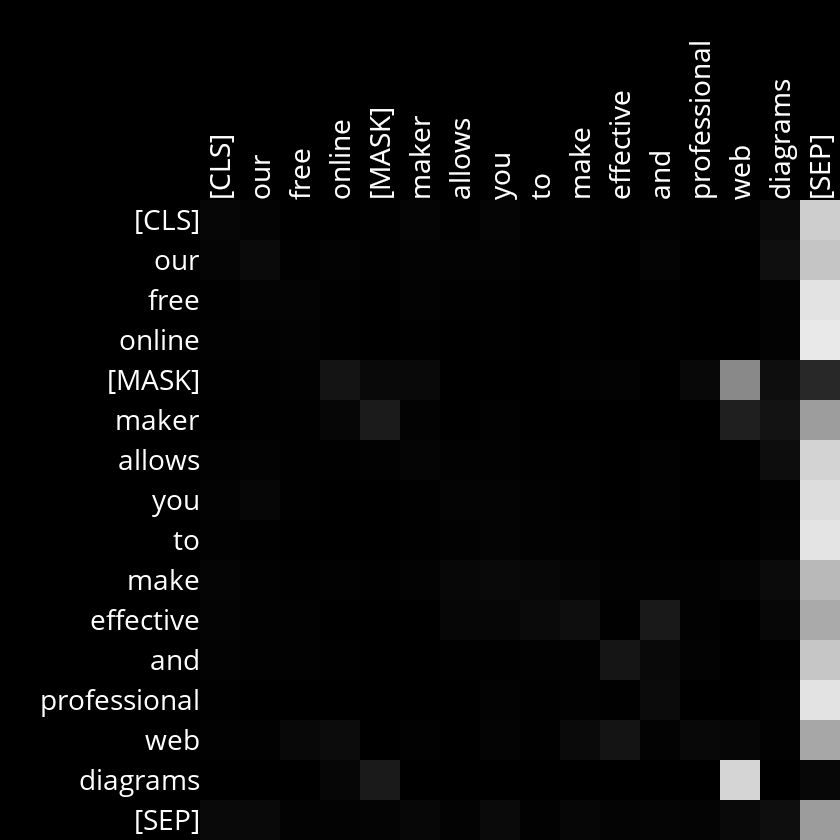 [CLS]
our
free
online
[MASK]
maker
allows
you
to
make
effective
and
professional
web
diagrams
[SEP]
[CLS]
our
free
online
[MASK]
maker
allows
you
to
make
effective
and
professional
web
diagrams
[SEP]